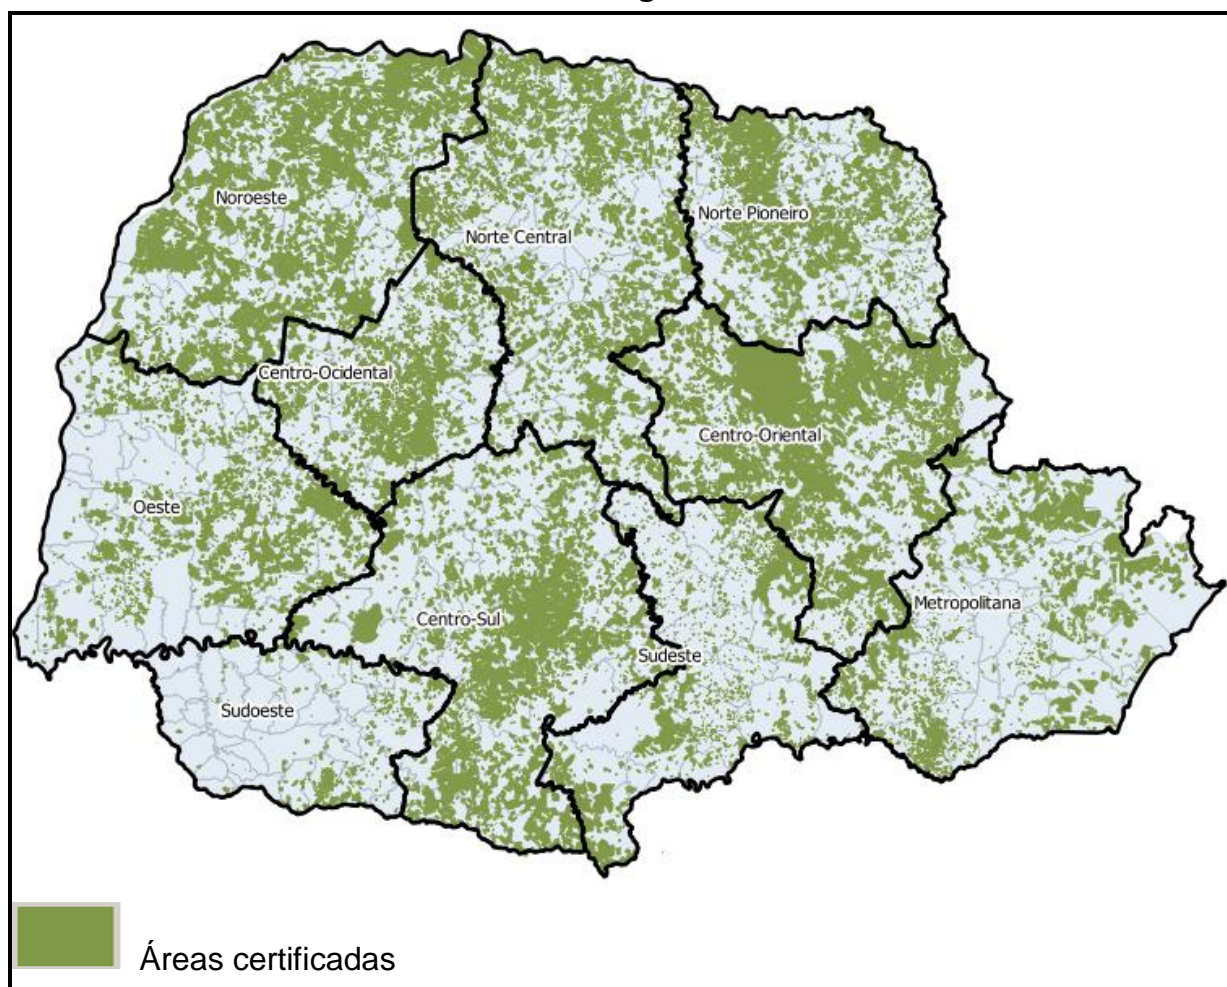 Noroeste
Norte Central
Norte Pioneiro
Centro-Ocidental
Centro-Oriental
Oeste
Centro-Sul
Metropolitana
Sudeste
Sudoeste
Áreas certificadas